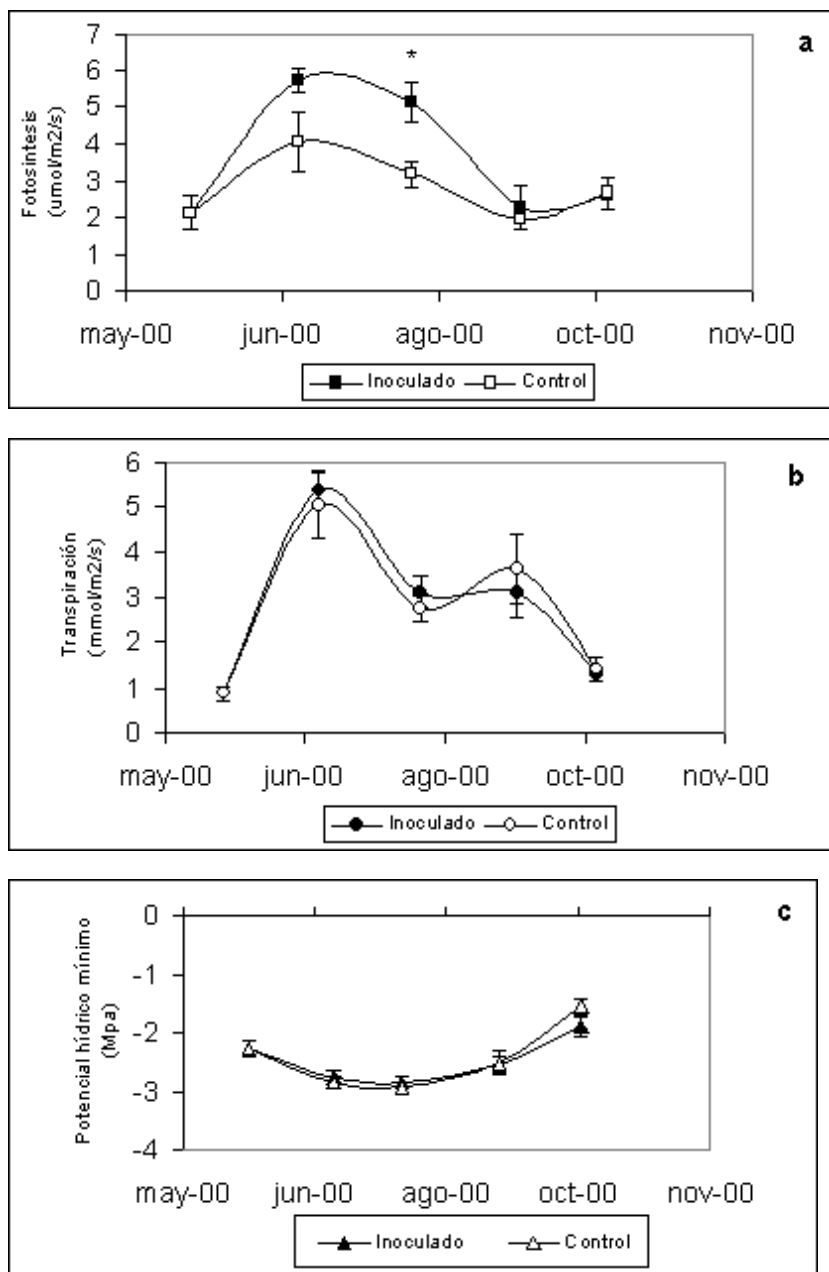 a
7
6
5
4
3
2
1
0
*
Fotosíntesis
(umol/m2/s)
may-00 jun-00 ago-00 oct-00 nov-00
Inoculado Control
b
6
5
4
3
2
1
0
Transpiración
(mmol/m2/s)
may-00 jun-00 ago-00 oct-00 nov-00
Inoculado Control
c
0
-1
-2
-3
-4
Potencial hídrico mínimo
(Mpa)
may-00 jun-00 ago-00 oct-00 nov-00
Inoculado Control